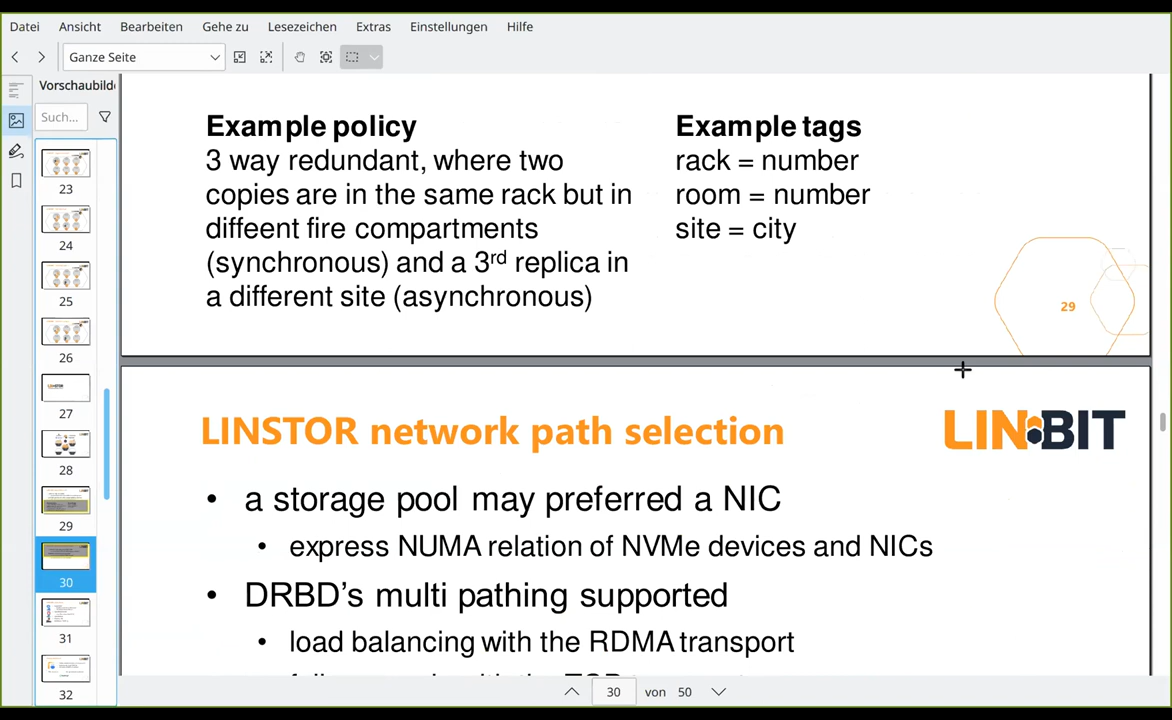 Datei Ansicht Bearbeiten Gehe zu Lesezeichen Extras Einstellungen Hilfe
Ganze Seite
Vorschaubild
Such...
23
24
25
26
27
28
29
30
31
32
Example policy
3 way redundant, where two
copies are in the same rack but in
diffeent fire compartments
(synchronous) and a 3rd replica in
a different site (asynchronous)
Example tags
rack = number
room = number
site = city
29
LINSTOR network path selection
LINBIT
• a storage pool may preferred a NIC
• express NUMA relation of NVMe devices and NICs
• DRBD’s multi pathing supported
• load balancing with the RDMA transport
30 von 50